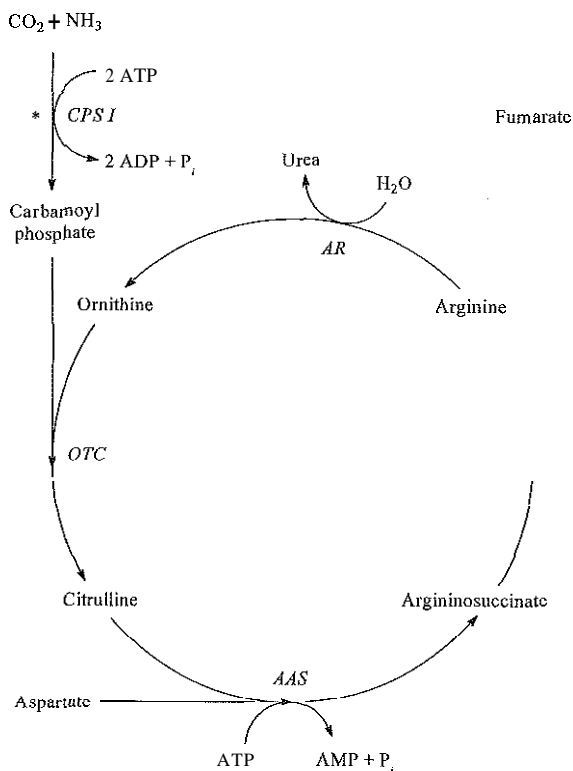 CO2 + NH3
2 ATP
* CPS I
Fumarate
2 ADP + Pi
Urea
H2O
Carbamoyl
phosphate
AR
Ornithine
Arginine
OTC
Citrulline
Argininosuccinate
AAS
Aspartate
ATP
AMP + Pi